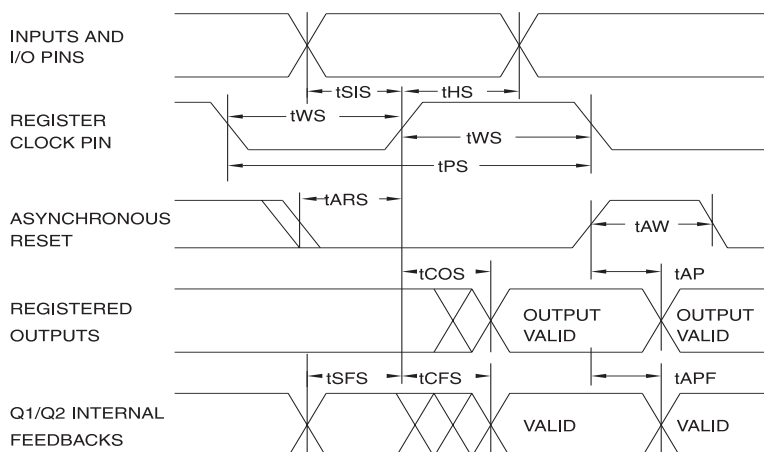 INPUTS AND
I/O PINS
tSIS
tHS
REGISTER
CLOCK PIN
tWS
tWS
tPS
tARS
ASYNCHRONOUS
RESET
tAW
tCOS
tAP
REGISTERED
OUTPUTS
OUTPUT
VALID
OUTPUT
VALID
tSFS
tCFS
tAPF
Q1/Q2 INTERNAL
FEEDBACKS
VALID
VALID